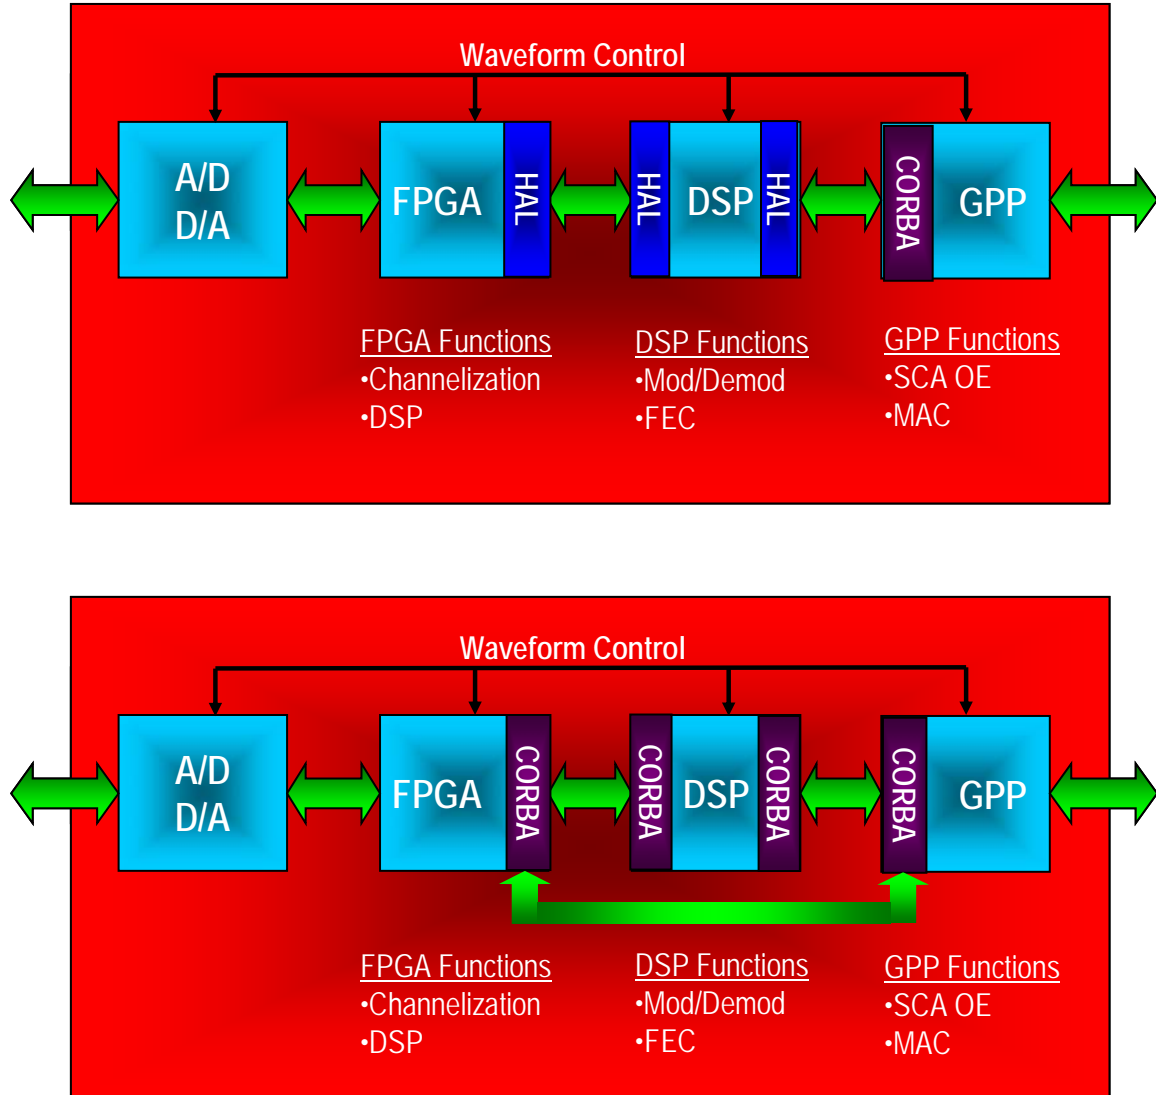 Waveform Control
A/D
D/A
FPGA
HAL
HAL
DSP
HAL
CORBA
GPP
FPGA Functions
•Channelization
•DSP
DSP Functions
•Mod/Demod
•FEC
GPP Functions
•SCA OE
•MAC
Waveform Control
A/D
D/A
FPGA
CORBA
CORBA
DSP
CORBA
CORBA
GPP
FPGA Functions
•Channelization
•DSP
DSP Functions
•Mod/Demod
•FEC
GPP Functions
•SCA OE
•MAC